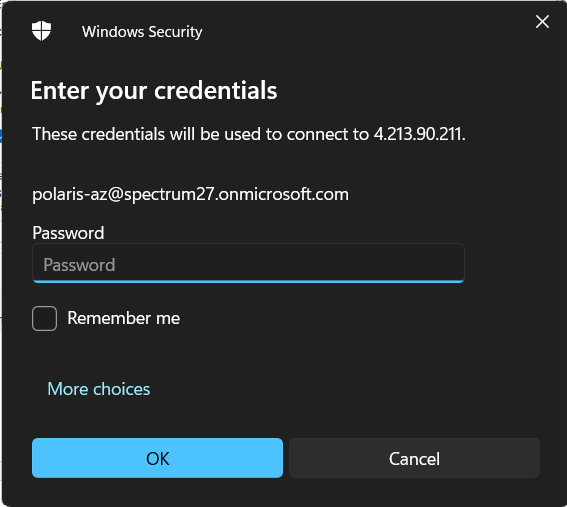 Windows Security
Enter your credentials
These credentials will be used to connect to 4.213.90.211.
polaris-az@spectrum27.onmicrosoft.com
Password
Password
Remember me
More choices
OK
Cancel